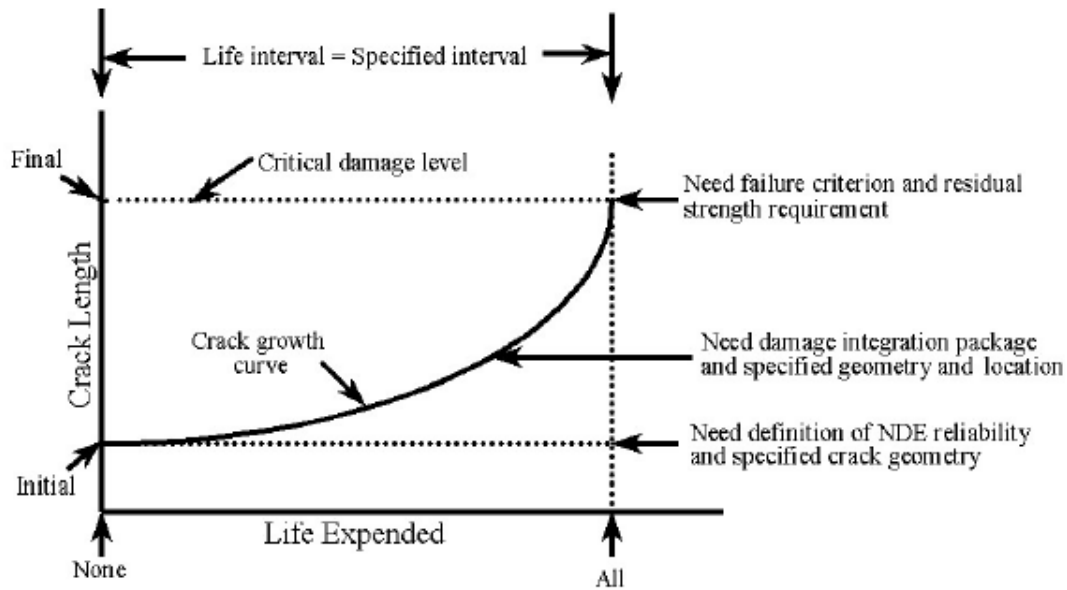 Life interval = Specified interval
Final
Critical damage level
Need failure criterion and residual
strength requirement
Crack Length
Crack growth
curve
Need damage integration package
and specified geometry and location
Need definition of NDE reliability
and specified crack geometry
Initial
Life Expended
None
All